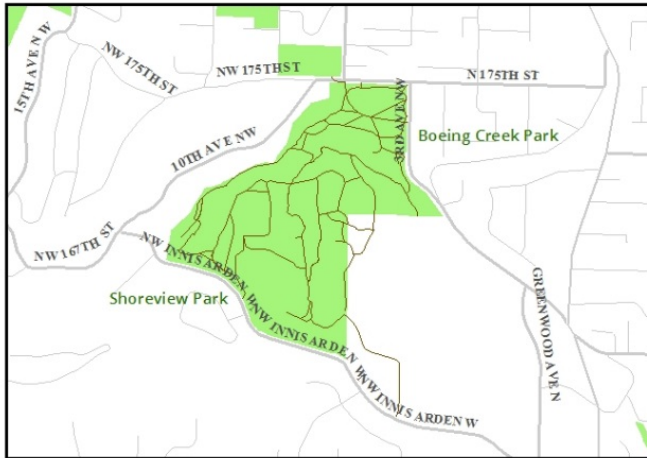 15TH AVE NW
NW 175TH ST
NW 175TH ST
N 175TH ST
10TH AVE NW
3RD AVE NW
Boeing Creek Park
NW 167TH ST
NW INNIS ARDEN W
Shoreview Park
NW INNIS ARDEN W
NW INNIS ARDEN W
GREENWOOD AVE N